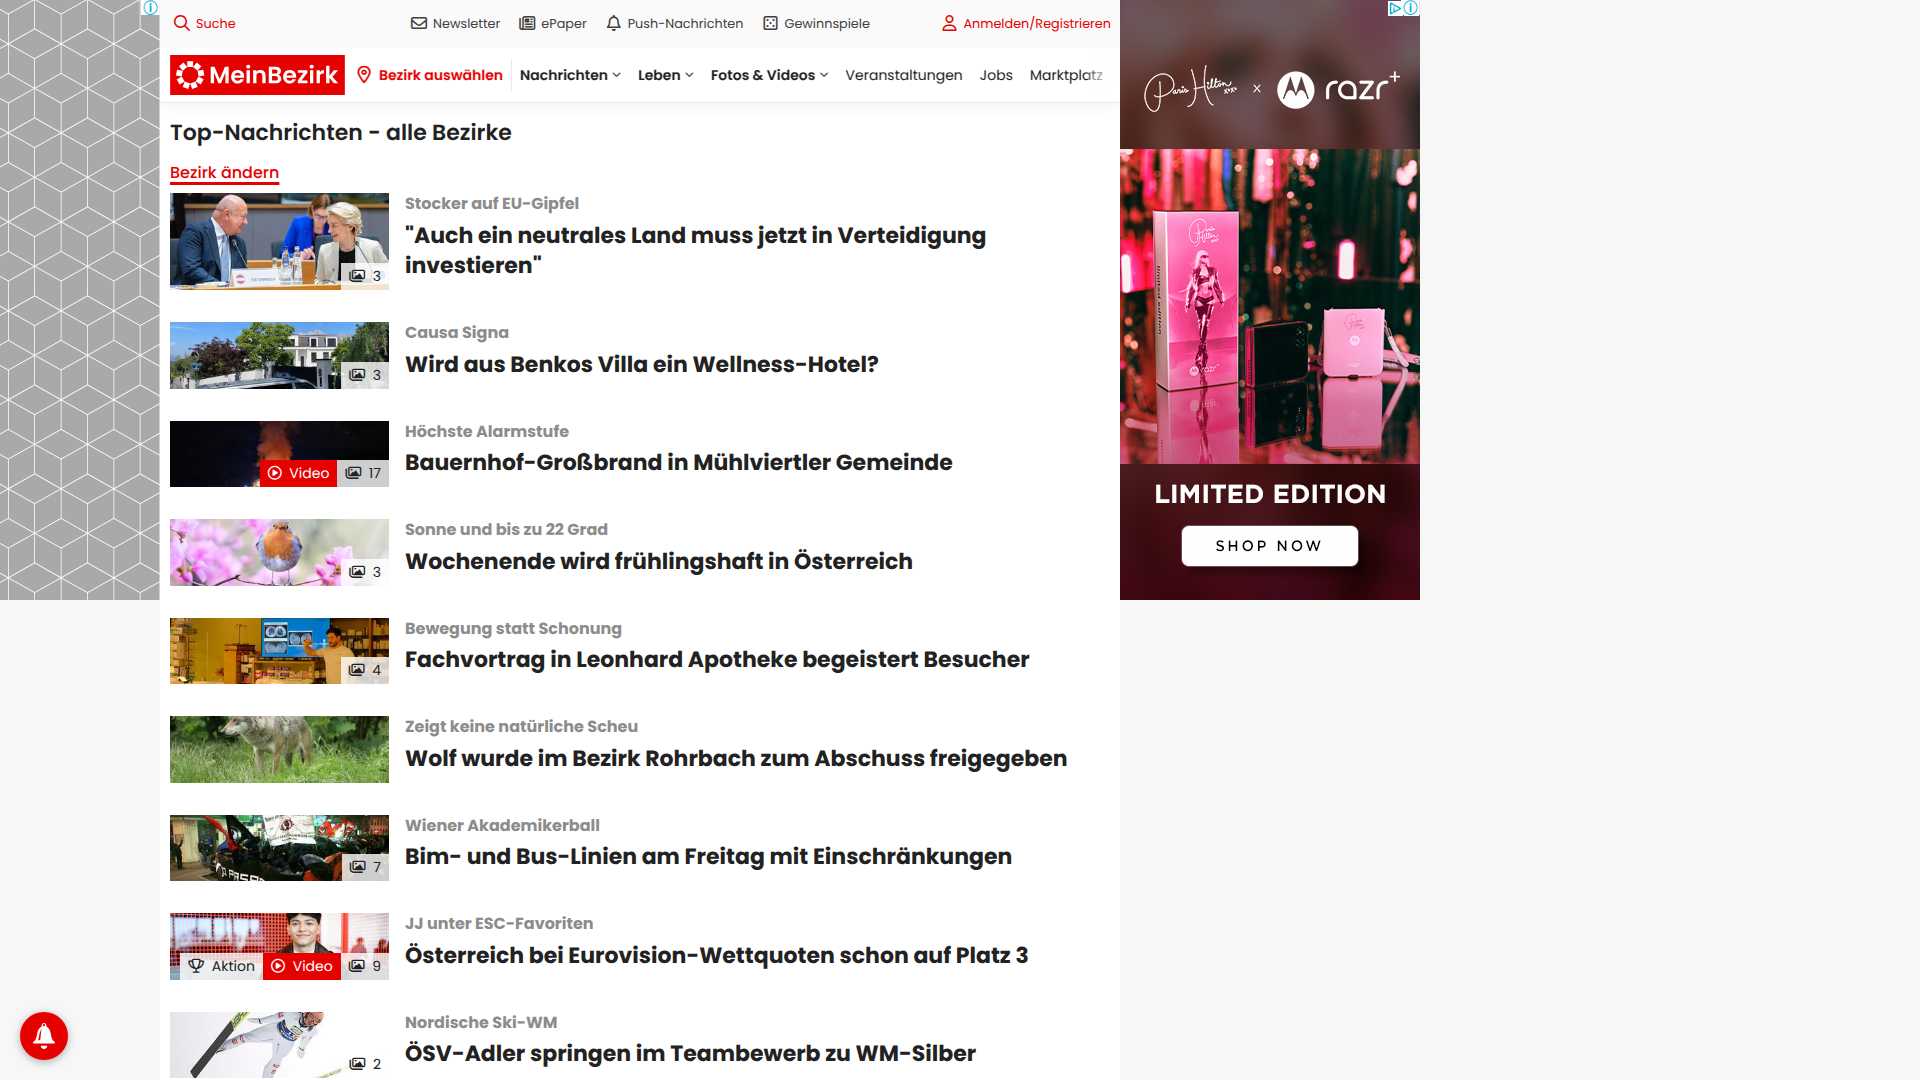 Suche
Newsletter
ePaper
Push-Nachrichten
Gewinnspiele
Anmelden/Registrieren
MeinBezirk
Bezirk auswählen
Nachrichten
Leben
Fotos & Videos
Veranstaltungen
Jobs
Marktplatz
Top-Nachrichten - alle Bezirke
Bezirk ändern
Stocker auf EU-Gipfel
"Auch ein neutrales Land muss jetzt in Verteidigung
investieren"
3
Causa Signa
Wird aus Benkos Villa ein Wellness-Hotel?
3
Höchste Alarmstufe
Bauernhof-Großbrand in Mühlviertler Gemeinde
Video
17
Sonne und bis zu 22 Grad
Wochenende wird frühlingshaft in Österreich
3
Bewegung statt Schonung
Fachvortrag in Leonhard Apotheke begeistert Besucher
4
Zeigt keine natürliche Scheu
Wolf wurde im Bezirk Rohrbach zum Abschuss freigegeben
Wiener Akademikerball
Bim- und Bus-Linien am Freitag mit Einschränkungen
7
JJ unter ESC-Favoriten
Österreich bei Eurovision-Wettquoten schon auf Platz 3
Aktion
Video
9
Nordische Ski-WM
ÖSV-Adler springen im Teambewerb zu WM-Silber
2
Paris Hilton x razr+
LIMITED EDITION
SHOP NOW